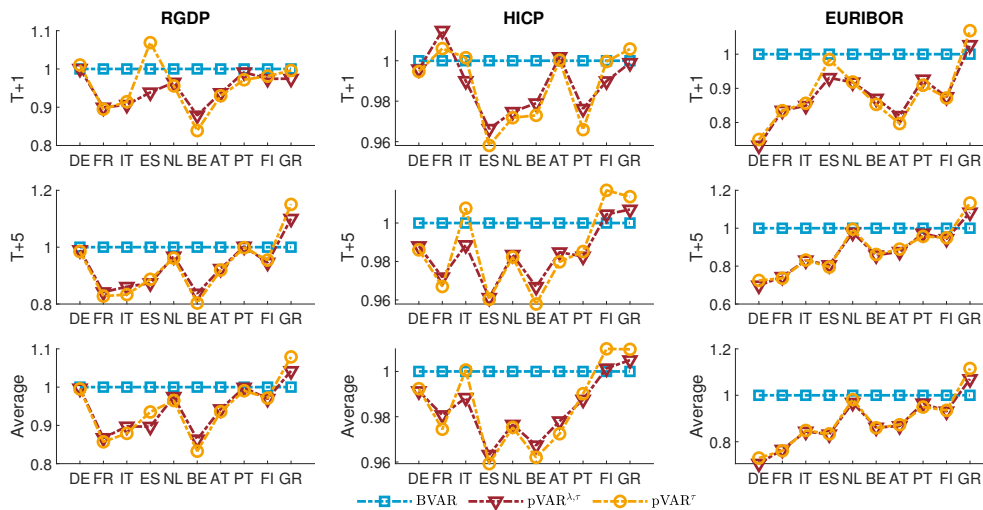 RGDP HICP EURIBOR
1.1
1
0.9
0.8
T+1
DE FR IT ES NL BE AT PT FI GR
1
0.98
0.96
T+1
DE FR IT ES NL BE AT PT FI GR
1
0.9
0.8
T+1
DE FR IT ES NL BE AT PT FI GR
1.2
1
0.8
T+5
DE FR IT ES NL BE AT PT FI GR
1
0.98
0.96
T+5
DE FR IT ES NL BE AT PT FI GR
1.2
1
0.8
0.6
T+5
DE FR IT ES NL BE AT PT FI GR
1.1
1
0.9
0.8
Average
DE FR IT ES NL BE AT PT FI GR
1
0.98
0.96
Average
DE FR IT ES NL BE AT PT FI GR
1.2
1
0.8
Average
DE FR IT ES NL BE AT PT FI GR
BVAR pVAR^λ,τ pVAR^τ